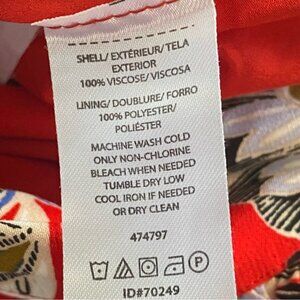 SHELL/ EXTÉRIEUR/ TELA
EXTERIOR
100% VISCOSE/ VISCOSA
LINING/ DOUBLURE/ FORRO
100% POLYESTER/
POLIÉSTER
MACHINE WASH COLD
ONLY NON-CHLORINE
BLEACH WHEN NEEDED
TUMBLE DRY LOW
COOL IRON IF NEEDED
OR DRY CLEAN
474797
P
ID#70249